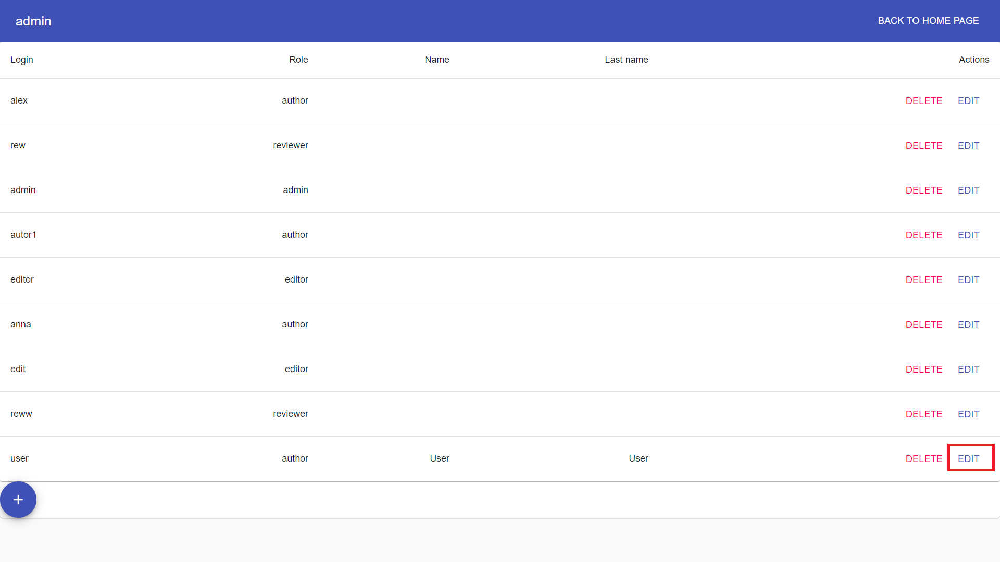 admin BACK TO HOME PAGE
Login Role Name Last name Actions
alex author DELETE EDIT
rew reviewer DELETE EDIT
admin admin DELETE EDIT
autor1 author DELETE EDIT
editor editor DELETE EDIT
anna author DELETE EDIT
edit editor DELETE EDIT
reww reviewer DELETE EDIT
user author User User DELETE EDIT
+